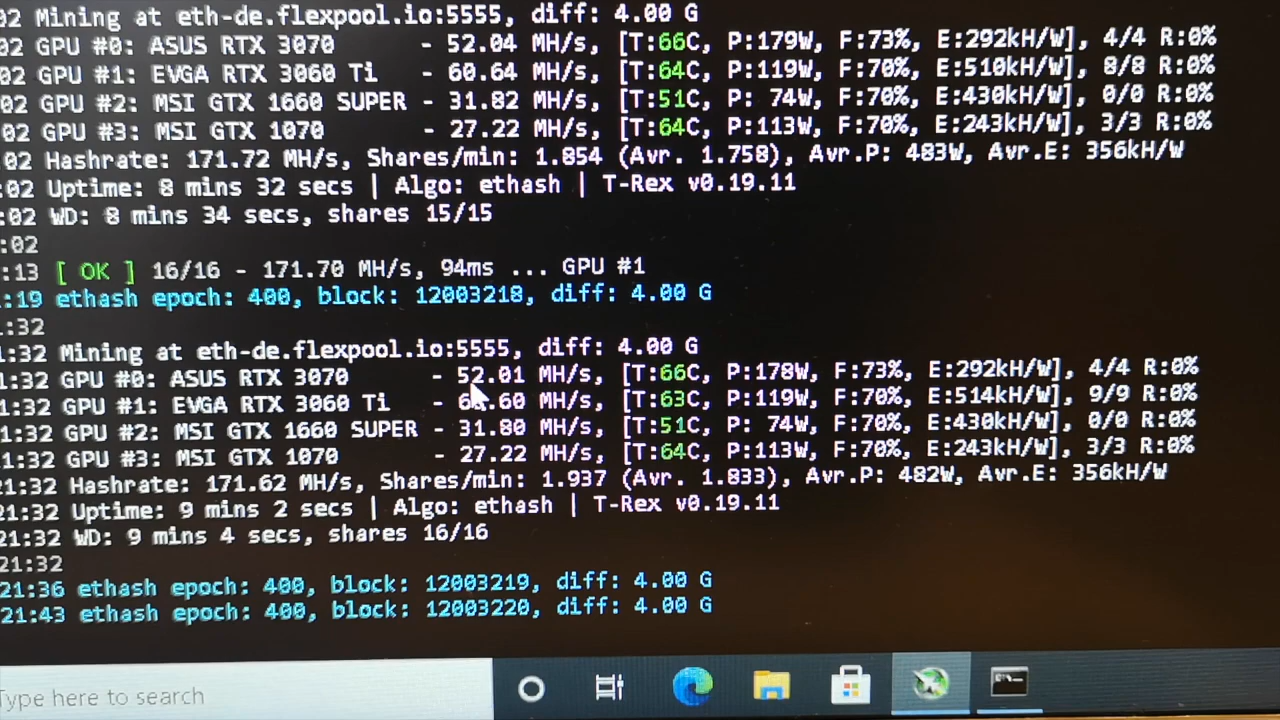 02 Mining at eth-de.flexpool.io:5555, diff: 4.00 G
02 GPU #0: ASUS RTX 3070 - 52.04 MH/s, [T:66C, P:179W, F:73%, E:292kH/W], 4/4 R:0%
02 GPU #1: EVGA RTX 3060 Ti - 60.64 MH/s, [T:64C, P:119W, F:70%, E:510kH/W], 8/8 R:0%
02 GPU #2: MSI GTX 1660 SUPER - 31.82 MH/s, [T:51C, P: 74W, F:70%, E:430kH/W], 0/0 R:0%
02 GPU #3: MSI GTX 1070 - 27.22 MH/s, [T:64C, P:113W, F:70%, E:243kH/W], 3/3 R:0%
:02 Hashrate: 171.72 MH/s, Shares/min: 1.854 (Avr. 1.758), Avr.P: 483W, Avr.E: 356kH/W
:02 Uptime: 8 mins 32 secs | Algo: ethash | T-Rex v0.19.11
:02 WD: 8 mins 34 secs, shares 15/15
:02
:13 [ OK ] 16/16 - 171.70 MH/s, 94ms ... GPU #1
1:19 ethash epoch: 400, block: 12003218, diff: 4.00 G
1:32
1:32 Mining at eth-de.flexpool.io:5555, diff: 4.00 G
1:32 GPU #0: ASUS RTX 3070 - 52.01 MH/s, [T:66C, P:178W, F:73%, E:292kH/W], 4/4 R:0%
1:32 GPU #1: EVGA RTX 3060 Ti - MH/s, [T:63C, P:119W, F:70%, E:514kH/W], 9/9 R:0%
1:32 GPU #2: MSI GTX 1660 SUPER - 31.80 MH/s, [T:51C, P: 74W, F:70%, E:430kH/W], 0/0 R:0%
1:32 GPU #3: MSI GTX 1070 - 27.22 MH/s, [T:64C, P:113W, F:70%, E:243kH/W], 3/3 R:0%
21:32 Hashrate: 171.62 MH/s, Shares/min: 1.937 (Avr. 1.833), Avr.P: 482W, Avr.E: 356kH/W
21:32 Uptime: 9 mins 2 secs | Algo: ethash | T-Rex v0.19.11
21:32 WD: 9 mins 4 secs, shares 16/16
21:32
21:36 ethash epoch: 400, block: 12003219, diff: 4.00 G
21:43 ethash epoch: 400, block: 12003220, diff: 4.00 G
Type here to search